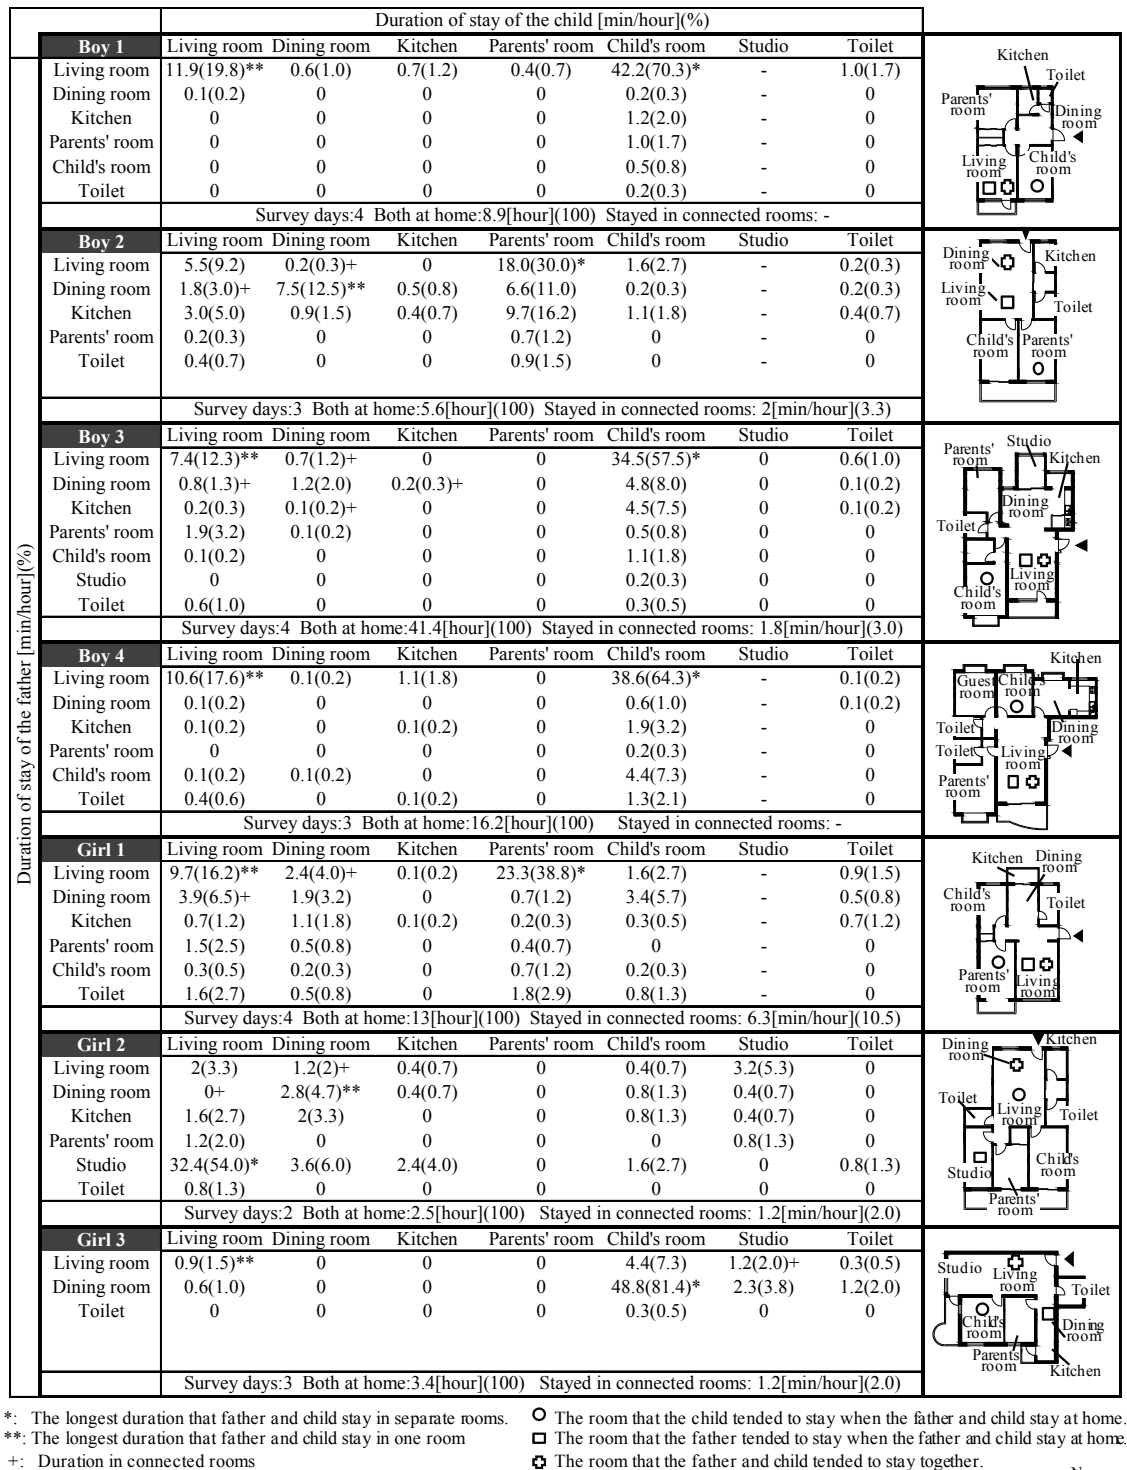 Duration of stay of the child [min/hour](%)
Duration of stay of the father [min/hour](%)
Boy 1 Living room Dining room Kitchen Parents' room Child's room Studio Toilet
Living room 11.9(19.8)** 0.6(1.0) 0.7(1.2) 0.4(0.7) 42.2(70.3)* - 1.0(1.7)
Dining room 0.1(0.2) 0 0 0 0.2(0.3) - 0
Kitchen 0 0 0 0 1.2(2.0) - 0
Parents' room 0 0 0 0 1.0(1.7) - 0
Child's room 0 0 0 0 0.5(0.8) - 0
Toilet 0 0 0 0 0.2(0.3) - 0
Survey days:4 Both at home:8.9[hour](100) Stayed in connected rooms: -
Kitchen
Toilet
Parents'
room
Dining
room
Living
room
Child's
room
Boy 2 Living room Dining room Kitchen Parents' room Child's room Studio Toilet
Living room 5.5(9.2) 0.2(0.3)+ 0 18.0(30.0)* 1.6(2.7) - 0.2(0.3)
Dining room 1.8(3.0)+ 7.5(12.5)** 0.5(0.8) 6.6(11.0) 0.2(0.3) - 0.2(0.3)
Kitchen 3.0(5.0) 0.9(1.5) 0.4(0.7) 9.7(16.2) 1.1(1.8) - 0.4(0.7)
Parents' room 0.2(0.3) 0 0 0.7(1.2) 0 - 0
Toilet 0.4(0.7) 0 0 0.9(1.5) 0 - 0
Survey days:3 Both at home:5.6[hour](100) Stayed in connected rooms: 2[min/hour](3.3)
Dining
room
Kitchen
Living
room
Toilet
Child's
room
Parents'
room
Boy 3 Living room Dining room Kitchen Parents' room Child's room Studio Toilet
Living room 7.4(12.3)** 0.7(1.2)+ 0 0 34.5(57.5)* 0 0.6(1.0)
Dining room 0.8(1.3)+ 1.2(2.0) 0.2(0.3)+ 0 4.8(8.0) 0 0.1(0.2)
Kitchen 0.2(0.3) 0.1(0.2)+ 0 0 4.5(7.5) 0 0.1(0.2)
Parents' room 1.9(3.2) 0.1(0.2) 0 0 0.5(0.8) 0 0
Child's room 0.1(0.2) 0 0 0 1.1(1.8) 0 0
Studio 0 0 0 0 0.2(0.3) 0 0
Toilet 0.6(1.0) 0 0 0 0.3(0.5) 0 0
Survey days:4 Both at home:41.4[hour](100) Stayed in connected rooms: 1.8[min/hour](3.0)
Parents'
room
Studio
Kitchen
Dining
room
Toilet
Living
room
Child's
room
Boy 4 Living room Dining room Kitchen Parents' room Child's room Studio Toilet
Living room 10.6(17.6)** 0.1(0.2) 1.1(1.8) 0 38.6(64.3)* - 0.1(0.2)
Dining room 0.1(0.2) 0 0 0 0.6(1.0) - 0.1(0.2)
Kitchen 0.1(0.2) 0 0.1(0.2) 0 1.9(3.2) - 0
Parents' room 0 0 0 0 0.2(0.3) - 0
Child's room 0.1(0.2) 0.1(0.2) 0 0 4.4(7.3) - 0
Toilet 0.4(0.6) 0 0.1(0.2) 0 1.3(2.1) - 0
Survey days:3 Both at home:16.2[hour](100) Stayed in connected rooms: -
Kitchen
Guest
room
Child's
room
Toilet
Dining
room
Toilet
Living
room
Parents'
room
Girl 1 Living room Dining room Kitchen Parents' room Child's room Studio Toilet
Living room 9.7(16.2)** 2.4(4.0)+ 0.1(0.2) 23.3(38.8)* 1.6(2.7) - 0.9(1.5)
Dining room 3.9(6.5)+ 1.9(3.2) 0 0.7(1.2) 3.4(5.7) - 0.5(0.8)
Kitchen 0.7(1.2) 1.1(1.8) 0.1(0.2) 0.2(0.3) 0.3(0.5) - 0.7(1.2)
Parents' room 1.5(2.5) 0.5(0.8) 0 0.4(0.7) 0 - 0
Child's room 0.3(0.5) 0.2(0.3) 0 0.7(1.2) 0.2(0.3) - 0
Toilet 1.6(2.7) 0.5(0.8) 0 1.8(2.9) 0.8(1.3) - 0
Survey days:4 Both at home:13[hour](100) Stayed in connected rooms: 6.3[min/hour](10.5)
Kitchen
Dining
room
Child's
room
Toilet
Parents'
room
Living
room
Girl 2 Living room Dining room Kitchen Parents' room Child's room Studio Toilet
Living room 2(3.3) 1.2(2)+ 0.4(0.7) 0 0.4(0.7) 3.2(5.3) 0
Dining room 0+ 2.8(4.7)** 0.4(0.7) 0 0.8(1.3) 0.4(0.7) 0
Kitchen 1.6(2.7) 2(3.3) 0 0 0.8(1.3) 0.4(0.7) 0
Parents' room 1.2(2.0) 0 0 0 0 0.8(1.3) 0
Studio 32.4(54.0)* 3.6(6.0) 2.4(4.0) 0 1.6(2.7) 0 0.8(1.3)
Toilet 0.8(1.3) 0 0 0 0 0 0
Survey days:2 Both at home:2.5[hour](100) Stayed in connected rooms: 1.2[min/hour](2.0)
Dining
room
Kitchen
Toilet
Living
room
Toilet
Studio
Child's
room
Parents'
room
Girl 3 Living room Dining room Kitchen Parents' room Child's room Studio Toilet
Living room 0.9(1.5)** 0 0 0 4.4(7.3) 1.2(2.0)+ 0.3(0.5)
Dining room 0.6(1.0) 0 0 0 48.8(81.4)* 2.3(3.8) 1.2(2.0)
Toilet 0 0 0 0 0.3(0.5) 0 0
Survey days:3 Both at home:3.4[hour](100) Stayed in connected rooms: 1.2[min/hour](2.0)
Studio
Living
room
Toilet
Child's
room
Dining
room
Parents
room
Kitchen
*: The longest duration that father and child stay in separate rooms.
**: The longest duration that father and child stay in one room
+: Duration in connected rooms
The room that the child tended to stay when the father and child stay at home.
The room that the father tended to stay when the father and child stay at home.
The room that the father and child tended to stay together.
N